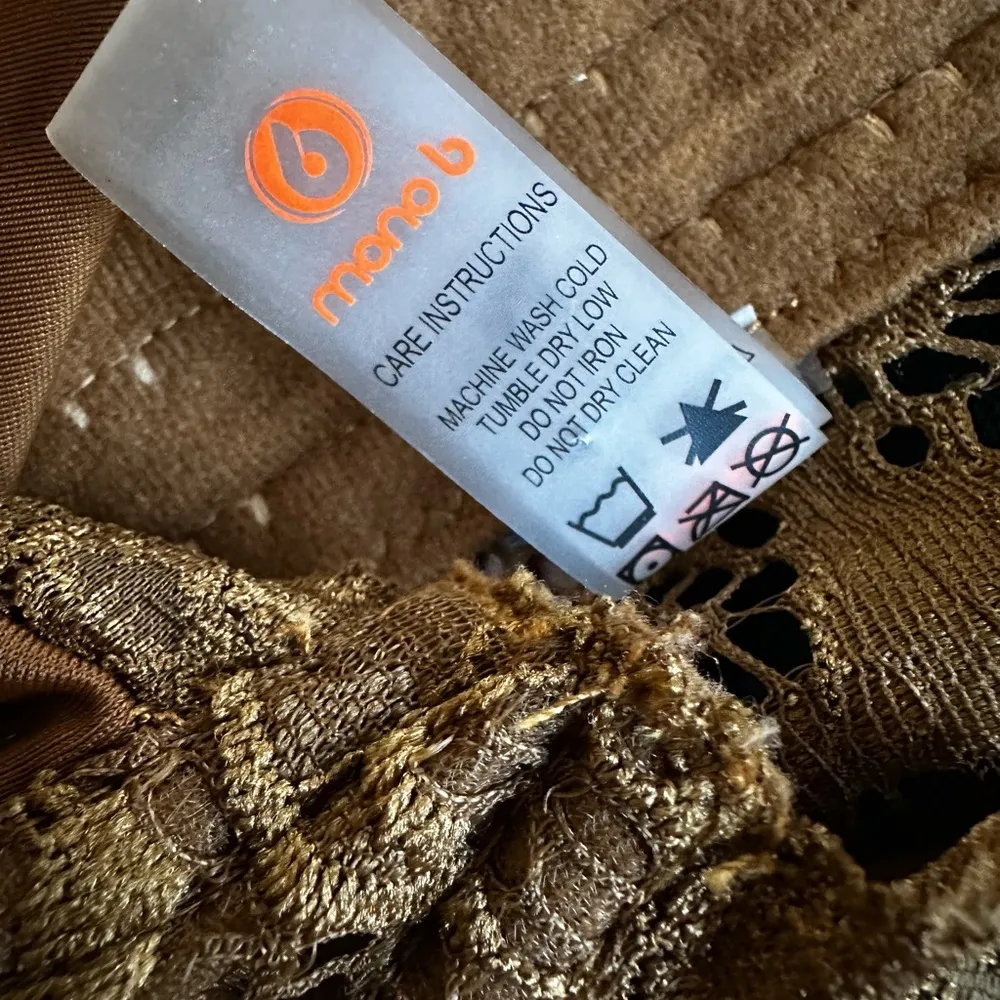 mono b
CARE INSTRUCTIONS
MACHINE WASH COLD
TUMBLE DRY LOW
DO NOT IRON
DO NOT DRY CLEAN